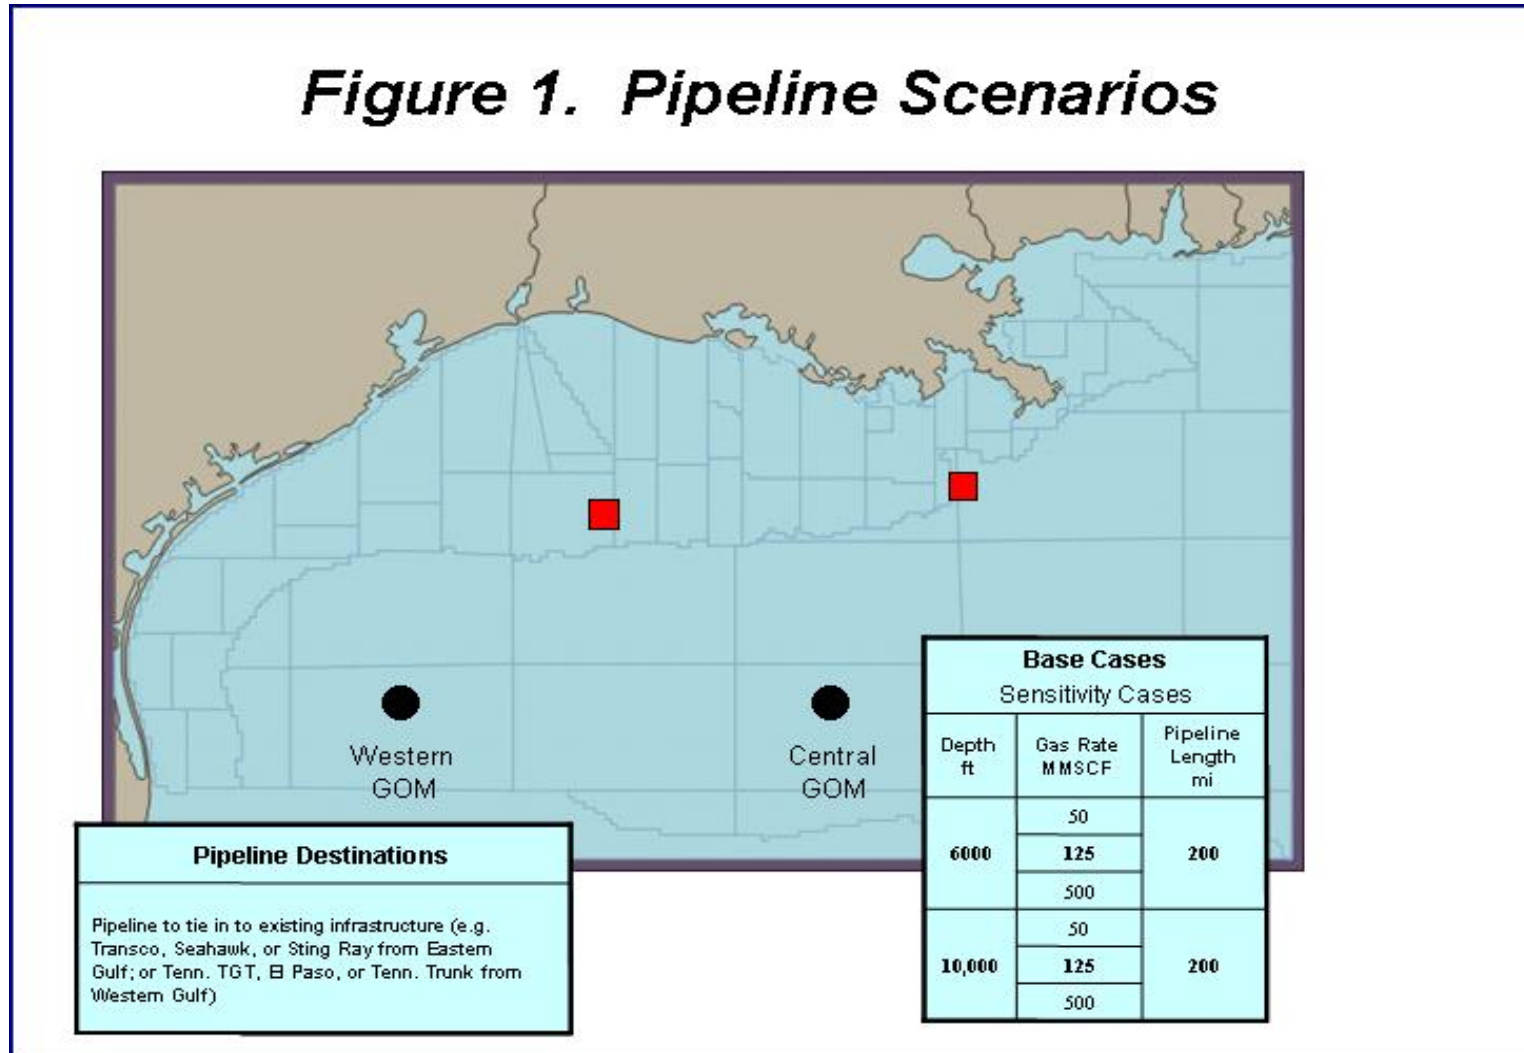 Figure 1. Pipeline Scenarios
Western
GOM
Central
GOM
Base Cases
Sensitivity Cases
Depth
ft
Gas Rate
MMSCF
Pipeline
Length
mi
50
6000
125
200
500
50
10,000
125
200
500
Pipeline Destinations
Pipeline to tie in to existing infrastructure (e.g.
Transco, Seahawk, or Sting Ray from Eastern
Gulf; or Tenn. TGT, El Paso, or Tenn. Trunk from
Western Gulf)